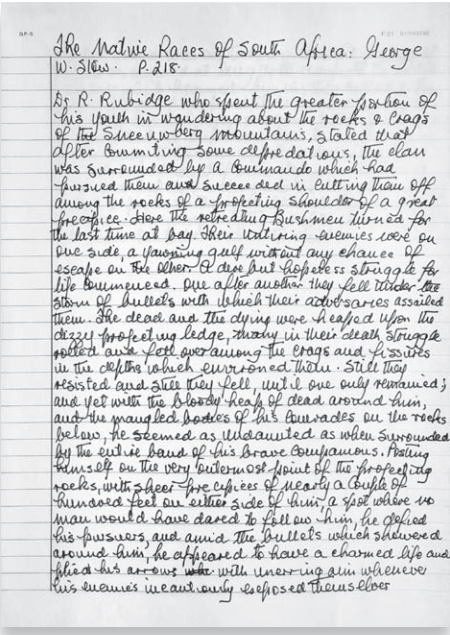 The Native Races of South Africa: George
W. Stow. P.218.
Dr R. Rubidge who spent the greater portion of
his youth in wandering about the rocks & crags
of the Sneeuwberg mountains, stated that
after commiting some depredations, the clan
was surrounded by a commando which had
pursued them and succeeded in cutting them off
among the rocks of a projecting shoulder of a great
precipice. Here the retreating Bushmen turned for
the last time at bay. Their untiring enemies were on
one side, a yawning gulf without any chance of
escape on the other. A dire but hopeless struggle for
life commenced. One after another they fell under the
storm of bullets with which their adversaries assailed
them. The dead and the dying were heaped upon the
dizzy projecting ledge, many in their death struggle
rolled and fell over among the crags and fissures
in the depths which environed them. Still they
resisted and still they fell, until one only remained;
and yet with the bloody heap of dead around him,
and the mangled bodies of his comrades on the rocks
below, he seemed as undaunted as when surrounded
by the entire band of his brave companions. Posting
himself on the very outermost point of the projecting
rocks, with sheer precipices of nearly a couple of
hundred feet on either side of him, a spot where no
man would have dared to follow him, he defied
his pursuers, and amid the bullets which showered
around him, he appeared to have a charmed life and
plied his arrows with unerring aim whenever
his enemies incautiously exposed themselves